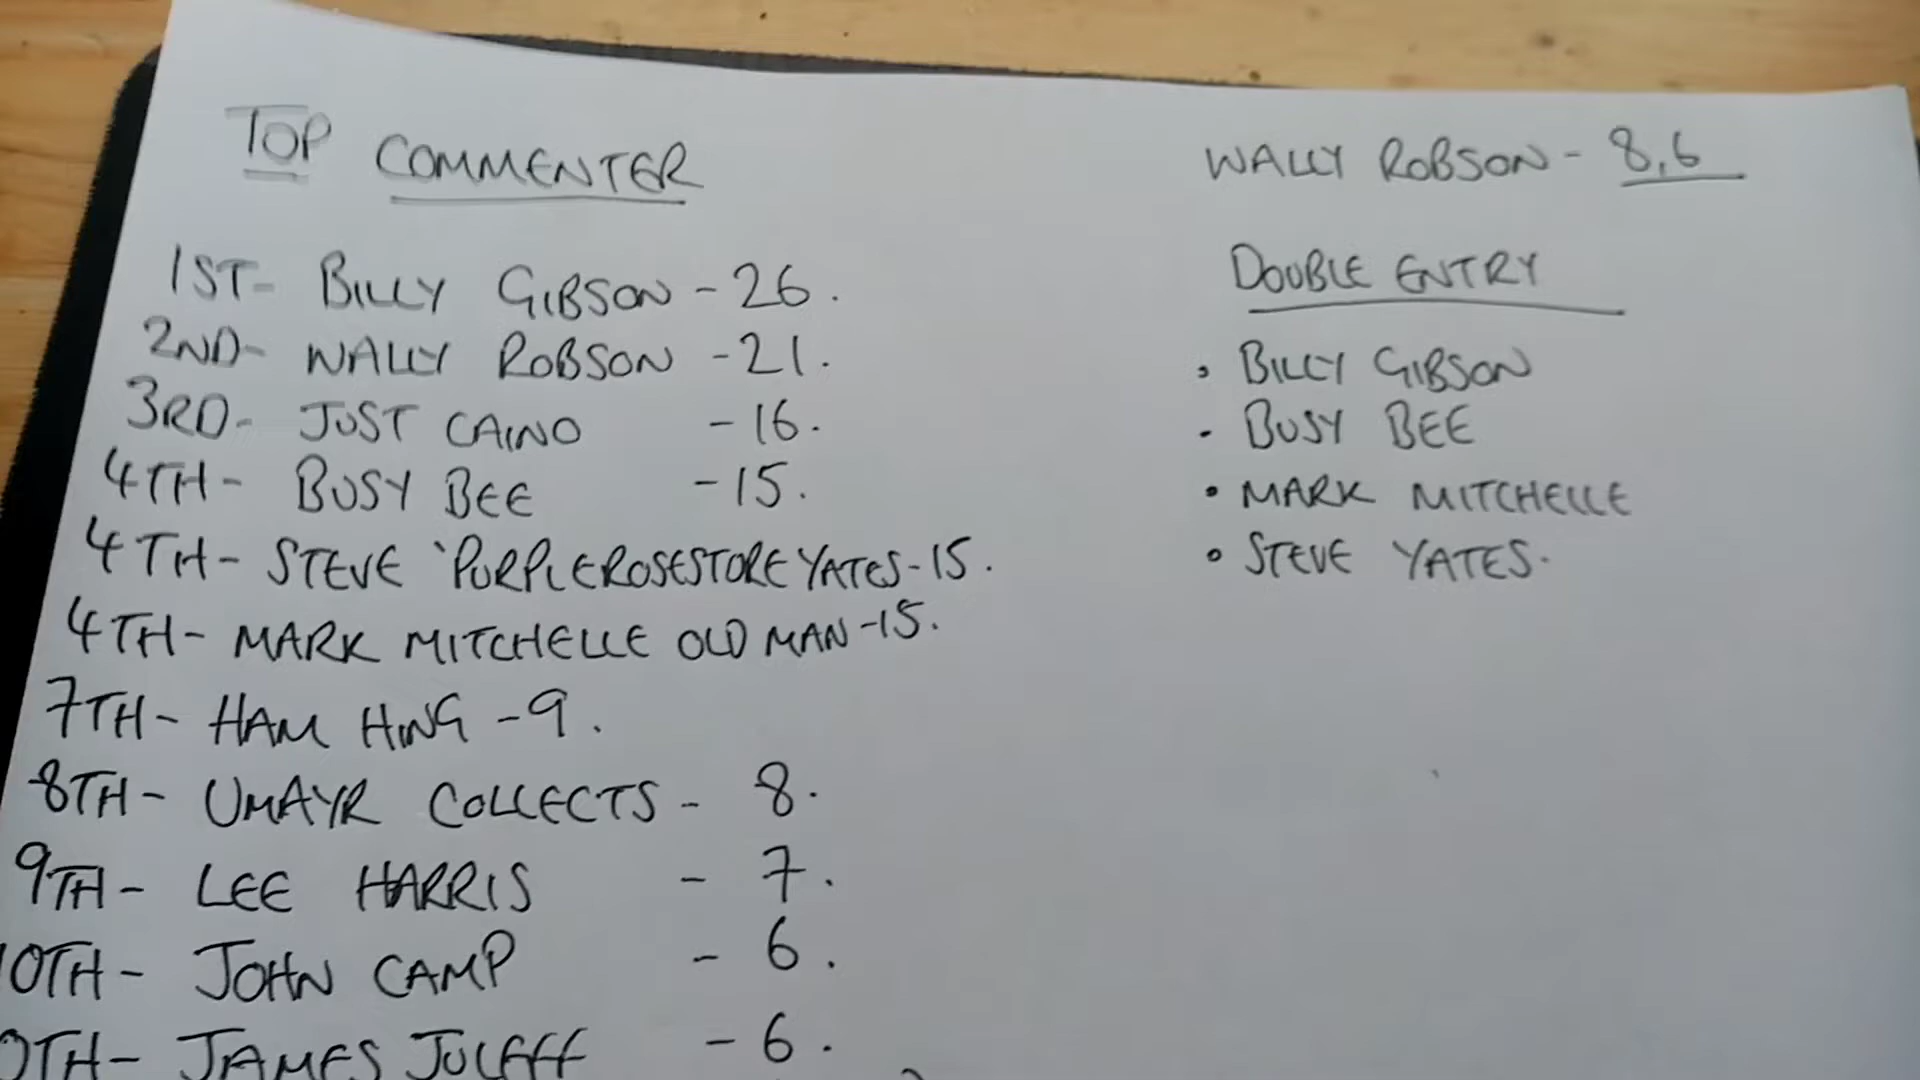 TOP COMMENTER
1ST- BILLY GIBSON - 26.
2ND- WALLY ROBSON - 21.
3RD- JUST CAINO - 16.
4TH- BUSY BEE - 15.
4TH- STEVE 'PURPLEROSESTORE YATES - 15.
4TH- MARK MITCHELLE OLD MAN - 15.
7TH- HAM HING - 9.
8TH- UMAYR COLLECTS - 8.
9TH- LEE HARRIS - 7.
10TH- JOHN CAMP - 6.
0TH- JAMES - 6.
WALLY ROBSON - 8,6
DOUBLE ENTRY
• BILLY GIBSON
- BUSY BEE
• MARK MITCHELLE
• STEVE YATES.